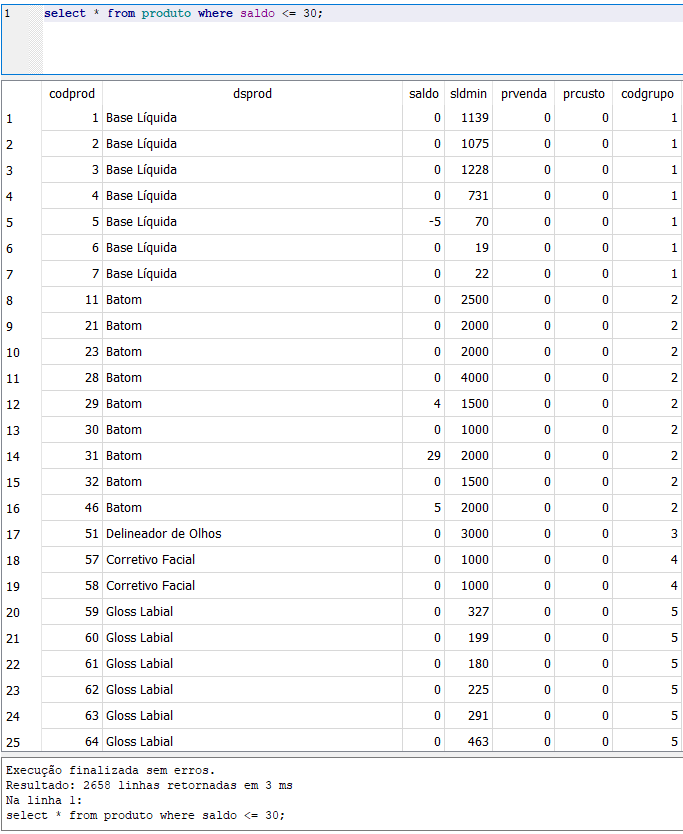 1 select * from produto where saldo <= 30;
codprod dsprod saldo sldmin prvenda prcusto codgrupo
1 1 Base Líquida 0 1139 0 0 1
2 2 Base Líquida 0 1075 0 0 1
3 3 Base Líquida 0 1228 0 0 1
4 4 Base Líquida 0 731 0 0 1
5 5 Base Líquida -5 70 0 0 1
6 6 Base Líquida 0 19 0 0 1
7 7 Base Líquida 0 22 0 0 1
8 11 Batom 0 2500 0 0 2
9 21 Batom 0 2000 0 0 2
10 23 Batom 0 2000 0 0 2
11 28 Batom 0 4000 0 0 2
12 29 Batom 4 1500 0 0 2
13 30 Batom 0 1000 0 0 2
14 31 Batom 29 2000 0 0 2
15 32 Batom 0 1500 0 0 2
16 46 Batom 5 2000 0 0 2
17 51 Delineador de Olhos 0 3000 0 0 3
18 57 Corretivo Facial 0 1000 0 0 4
19 58 Corretivo Facial 0 1000 0 0 4
20 59 Gloss Labial 0 327 0 0 5
21 60 Gloss Labial 0 199 0 0 5
22 61 Gloss Labial 0 180 0 0 5
23 62 Gloss Labial 0 225 0 0 5
24 63 Gloss Labial 0 291 0 0 5
25 64 Gloss Labial 0 463 0 0 5
Execução finalizada sem erros.
Resultado: 2658 linhas retornadas em 3 ms
Na linha 1:
select * from produto where saldo <= 30;